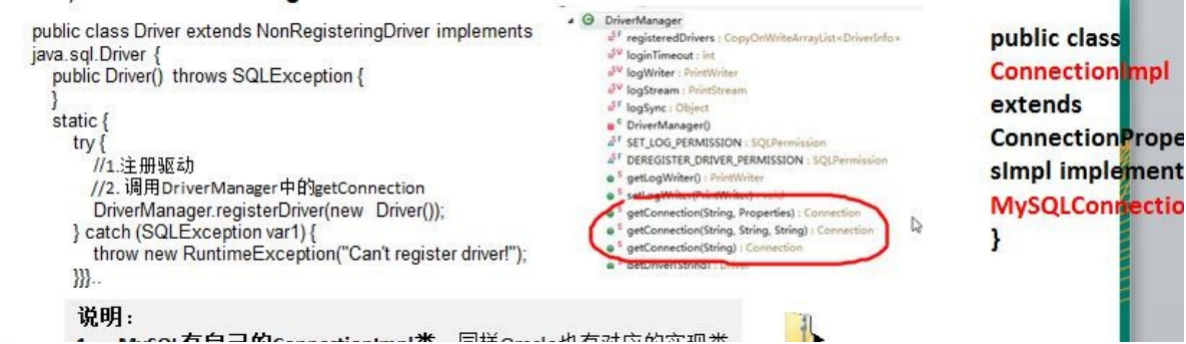 public class Driver extends NonRegisteringDriver implements
java.sql.Driver {
public Driver() throws SQLException {
}
static {
try {
//1.注册驱动
//2. 调用DriverManager中的getConnection
DriverManager.registerDriver(new Driver());
} catch (SQLException var1) {
throw new RuntimeException("Can't register driver!");
}}}..
说明：
1. MySQL有自己的ConnectionImpl类，同样Oracle也有对应的实现类
DriverManager
registeredDrivers : CopyOnWriteArrayList<DriverInfo>
loginTimeout : int
logWriter : PrintWriter
logStream : PrintStream
logSync : Object
DriverManager()
SET_LOG_PERMISSION : SQLPermission
DEREGISTER_DRIVER_PERMISSION : SQLPermission
getLogWriter() : PrintWriter
setLogWriter(PrintWriter) : void
getConnection(String, Properties) : Connection
getConnection(String, String, String) : Connection
getConnection(String) : Connection
getDriver(String) : Driver
public class
ConnectionImpl
extends
ConnectionPrope
sImpl implement
MySQLConnectio
}